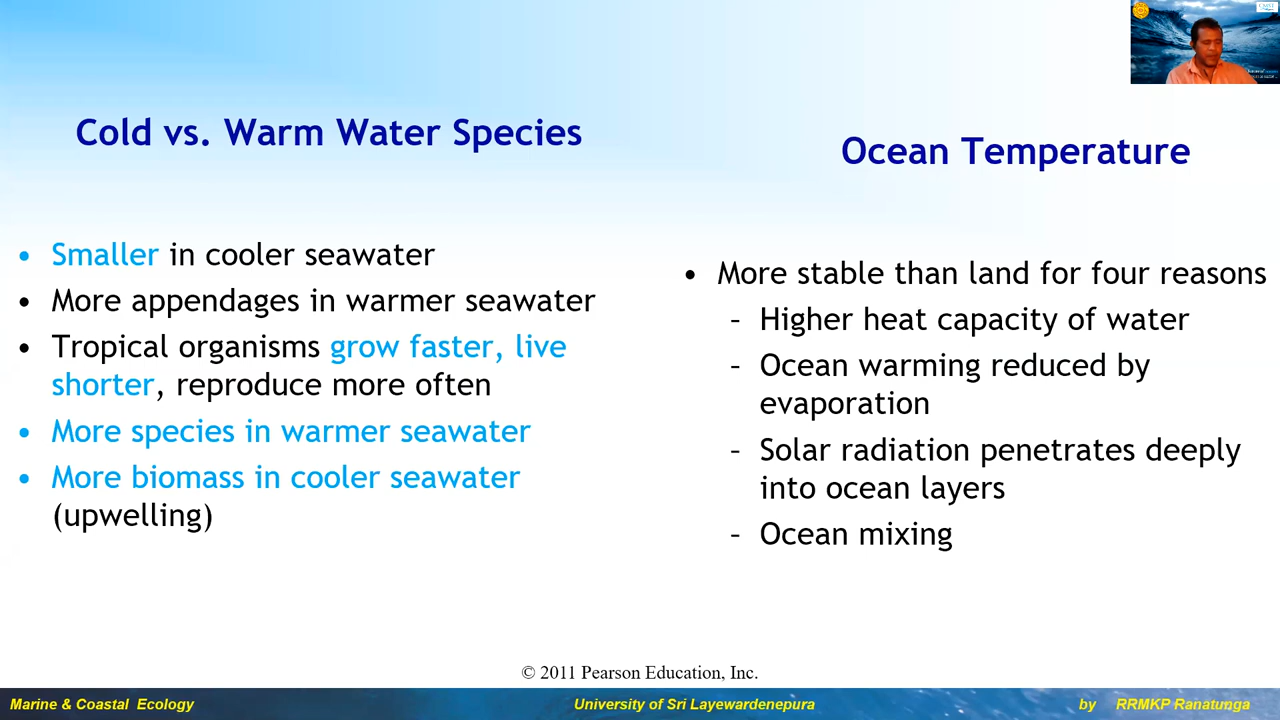 Cold vs. Warm Water Species
• Smaller in cooler seawater
• More appendages in warmer seawater
• Tropical organisms grow faster, live
shorter, reproduce more often
• More species in warmer seawater
• More biomass in cooler seawater
(upwelling)
Ocean Temperature
• More stable than land for four reasons
– Higher heat capacity of water
– Ocean warming reduced by
evaporation
– Solar radiation penetrates deeply
into ocean layers
– Ocean mixing
© 2011 Pearson Education, Inc.
Marine & Coastal Ecology
University of Sri Layewardenepura
by RRMKP Ranatunga